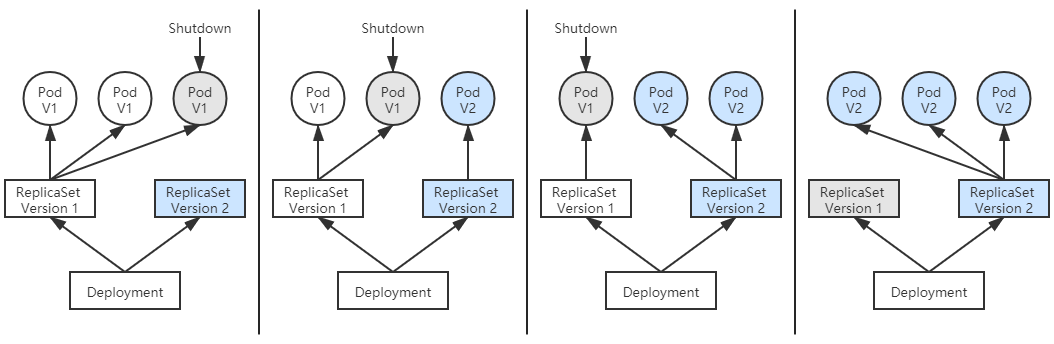 Shutdown
Pod
V1
Pod
V1
Pod
V1
ReplicaSet
Version 1
ReplicaSet
Version 2
Deployment
Shutdown
Pod
V1
Pod
V1
Pod
V2
ReplicaSet
Version 1
ReplicaSet
Version 2
Deployment
Shutdown
Pod
V1
Pod
V2
Pod
V2
ReplicaSet
Version 1
ReplicaSet
Version 2
Deployment
Pod
V2
Pod
V2
Pod
V2
ReplicaSet
Version 1
ReplicaSet
Version 2
Deployment